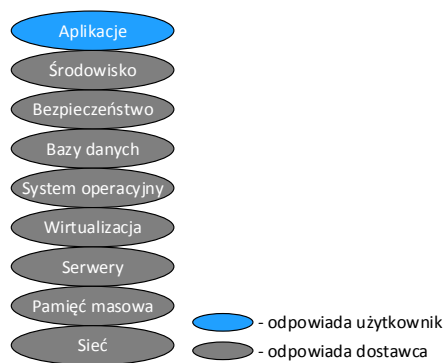 Aplikacje
Środowisko
Bezpieczeństwo
Bazy danych
System operacyjny
Wirtualizacja
Serwery
Pamięć masowa
Sieć
- odpowiada użytkownik
- odpowiada dostawca